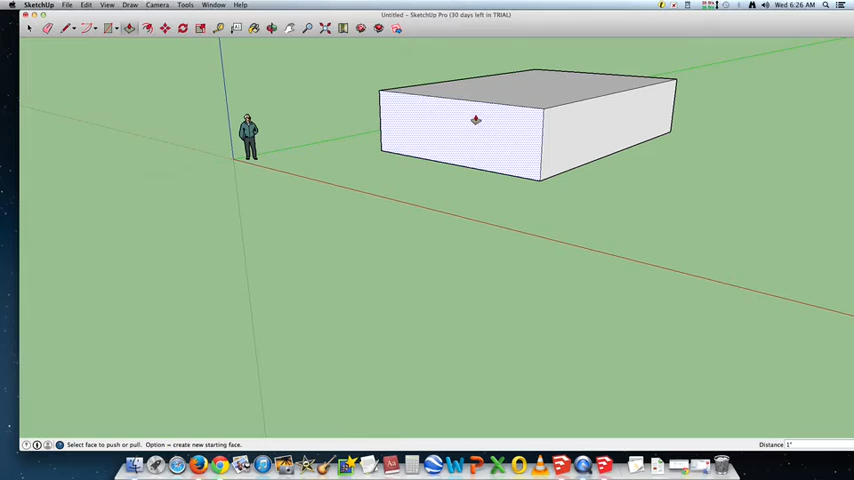 SketchUp File Edit View Draw Camera Tools Window Help
Wed 6:26 AM
Untitled - SketchUp Pro (30 days left in TRIAL)
Select face to push or pull. Option = create new starting face.
Distance 1"